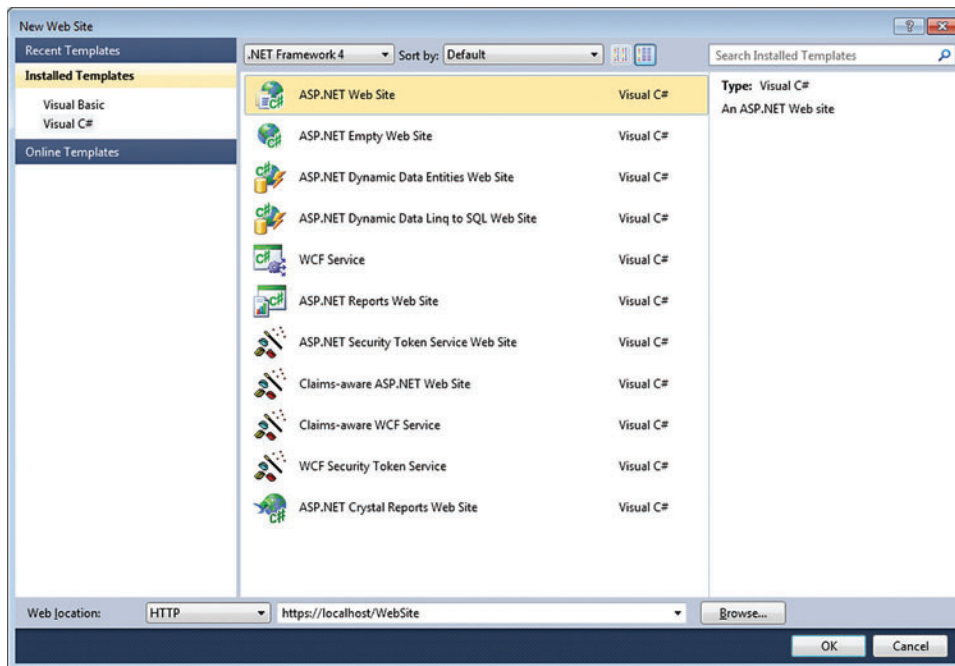 New Web Site
Recent Templates
.NET Framework 4 Sort by: Default
Search Installed Templates
Installed Templates
Visual Basic
Visual C#
Online Templates
ASP.NET Web Site Visual C#
ASP.NET Empty Web Site Visual C#
ASP.NET Dynamic Data Entities Web Site Visual C#
ASP.NET Dynamic Data Linq to SQL Web Site Visual C#
WCF Service Visual C#
ASP.NET Reports Web Site Visual C#
ASP.NET Security Token Service Web Site Visual C#
Claims-aware ASP.NET Web Site Visual C#
Claims-aware WCF Service Visual C#
WCF Security Token Service Visual C#
ASP.NET Crystal Reports Web Site Visual C#
Type: Visual C#
An ASP.NET Web site
Web location: HTTP https://localhost/WebSite Browse...
OK Cancel